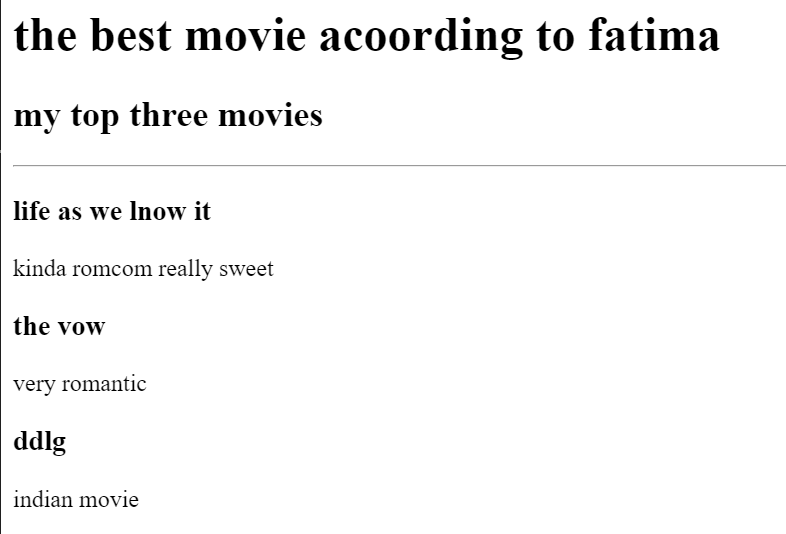 the best movie acoording to fatima
my top three movies
life as we lnow it
kinda romcom really sweet
the vow
very romantic
ddlg
indian movie